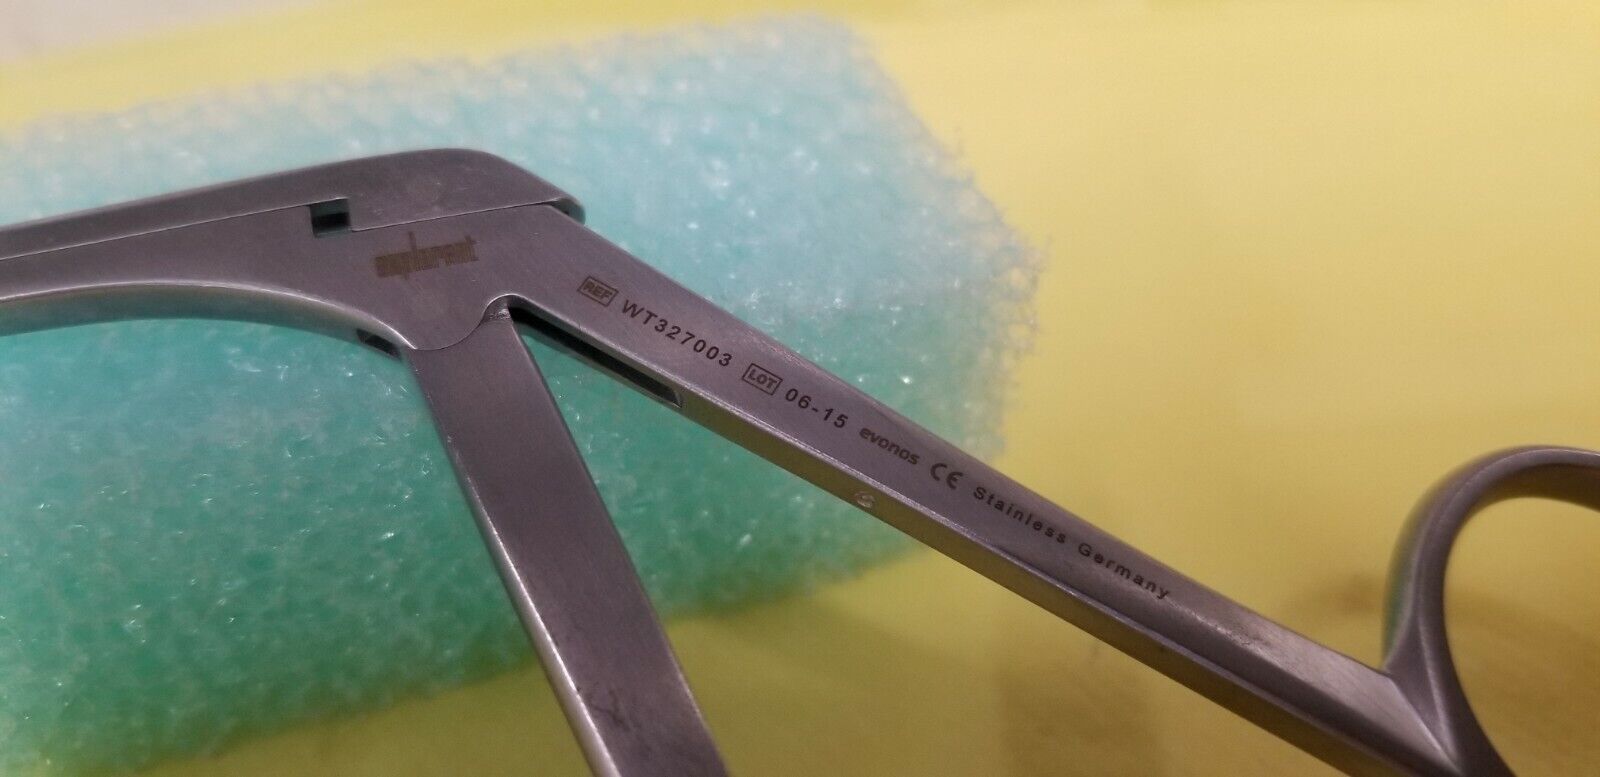 REF WT327003 LOT 06-15 evonos CE Stainless Germany